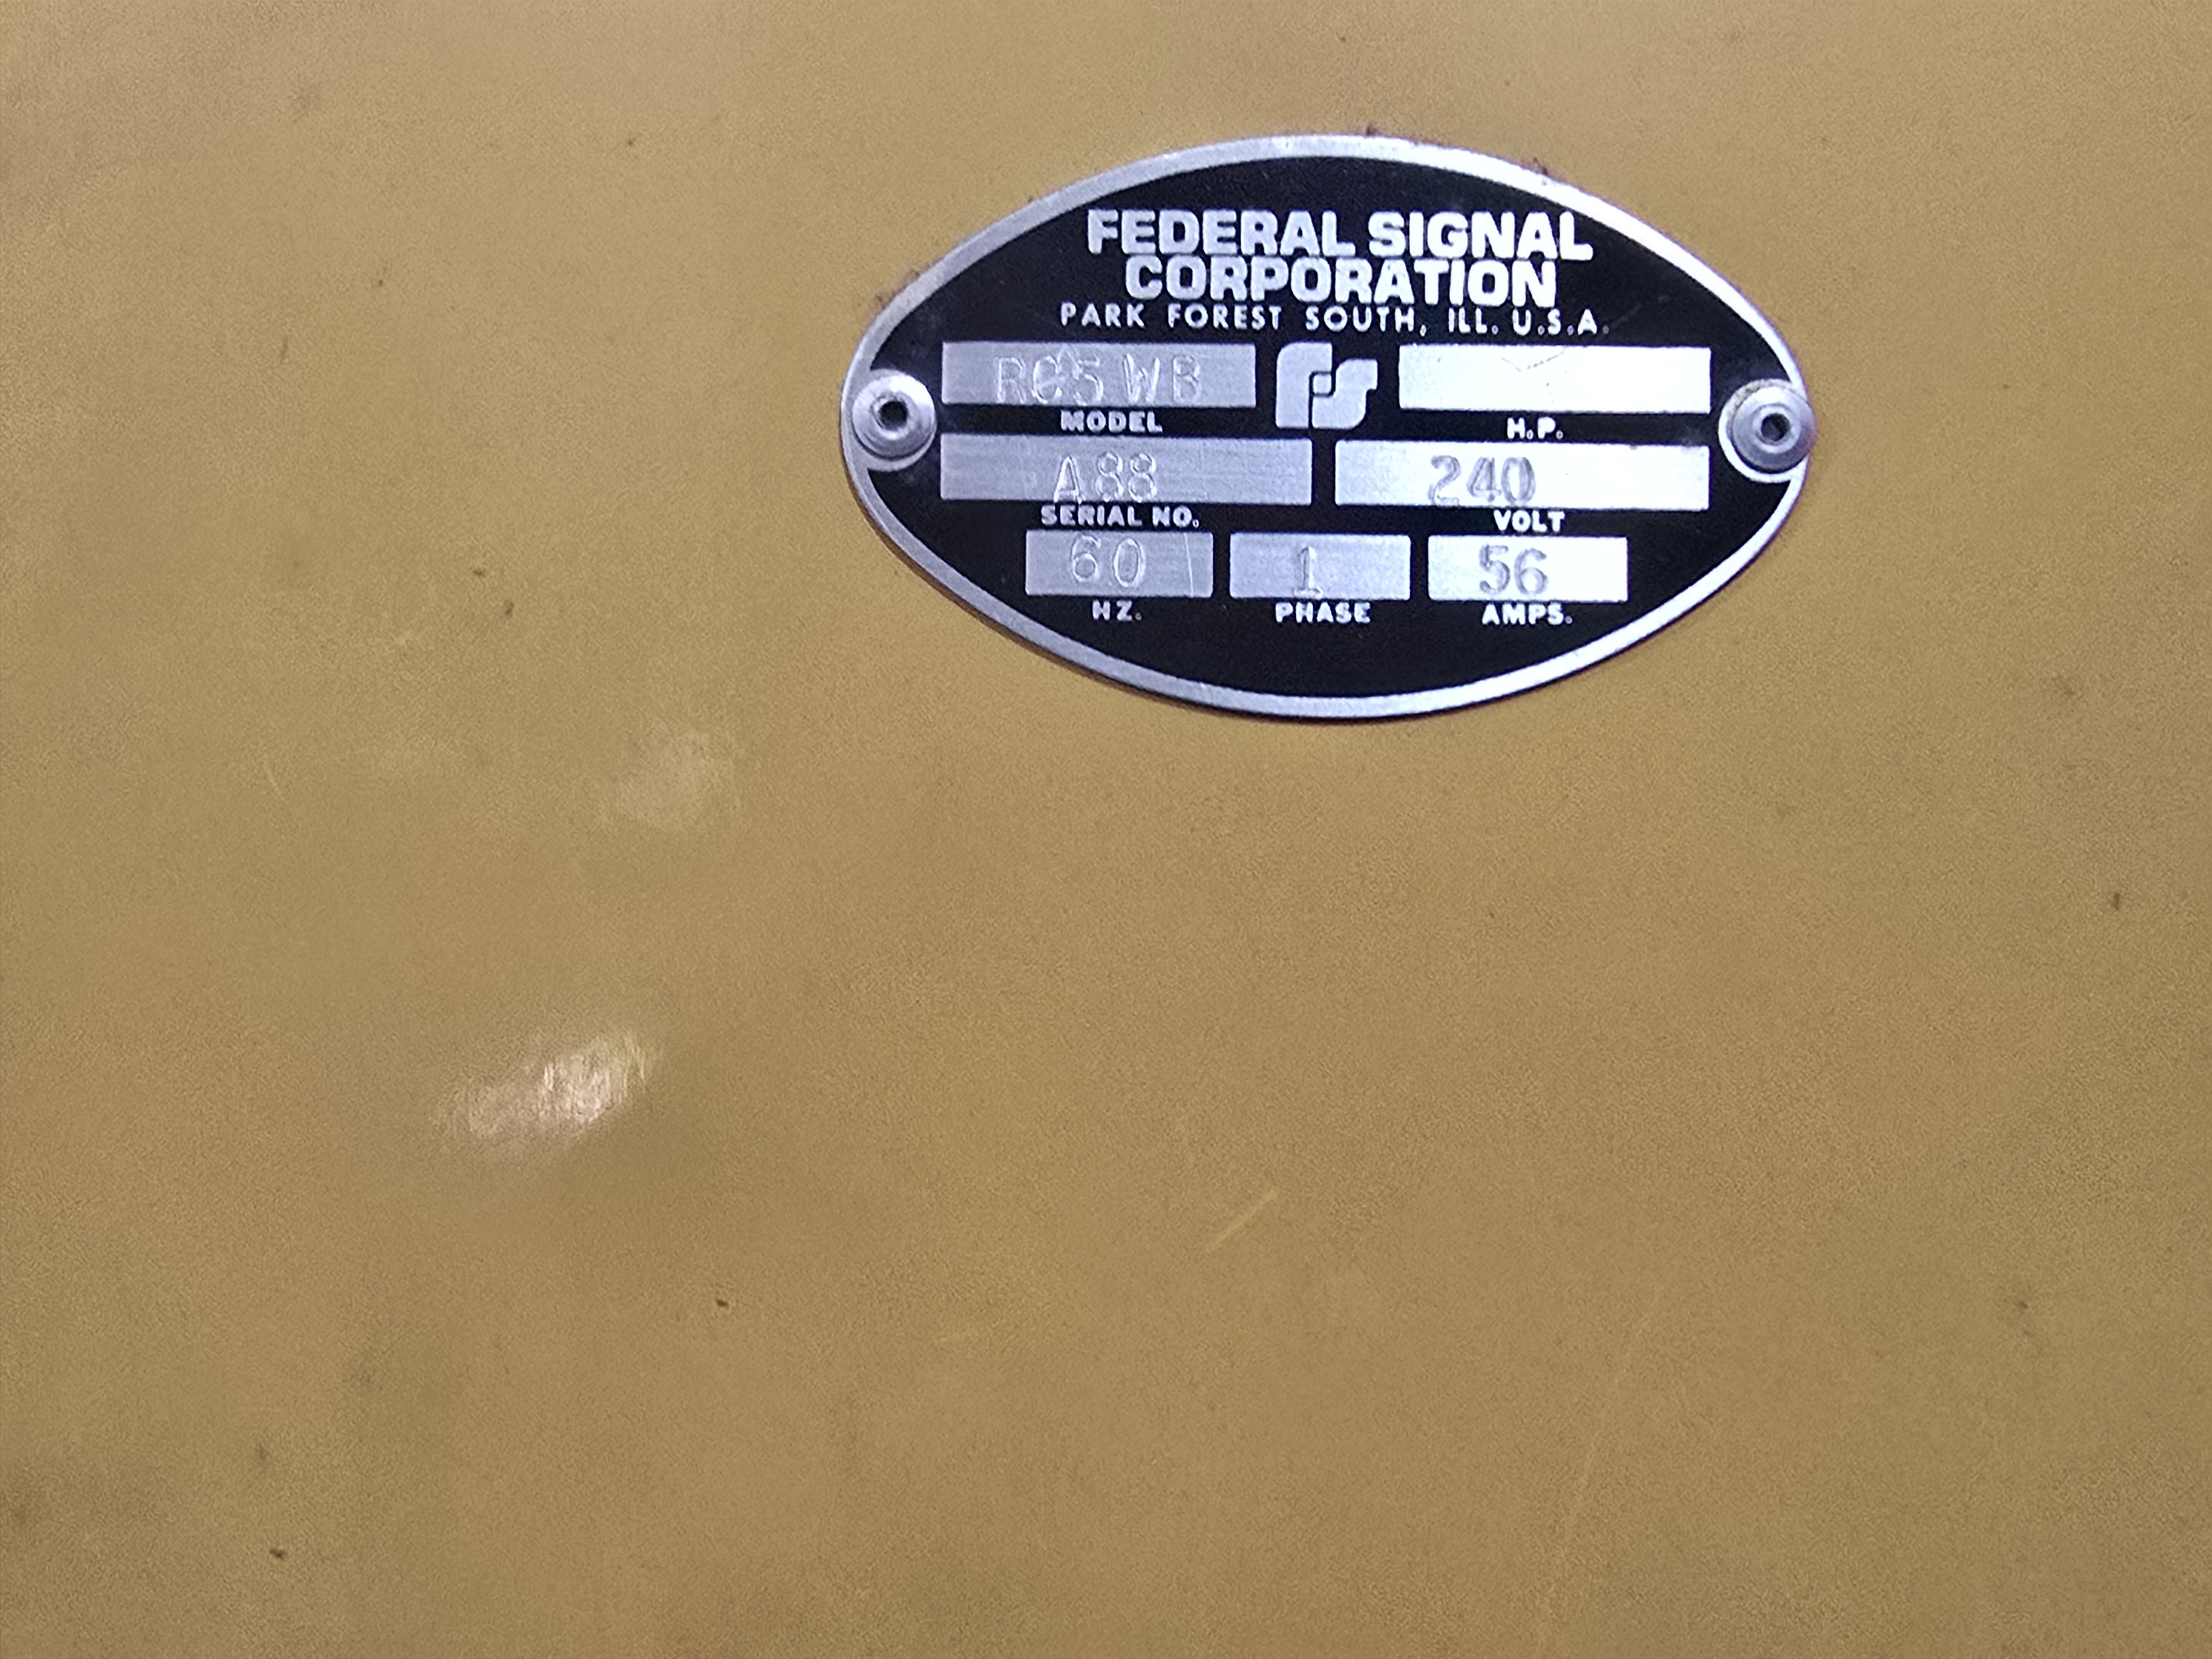 FEDERAL SIGNAL
CORPORATION
PARK FOREST SOUTH, ILL. U.S.A.
RC5 WB
MODEL
H.P.
A88
SERIAL NO.
240
VOLT
60
HZ.
1
PHASE
56
AMPS.